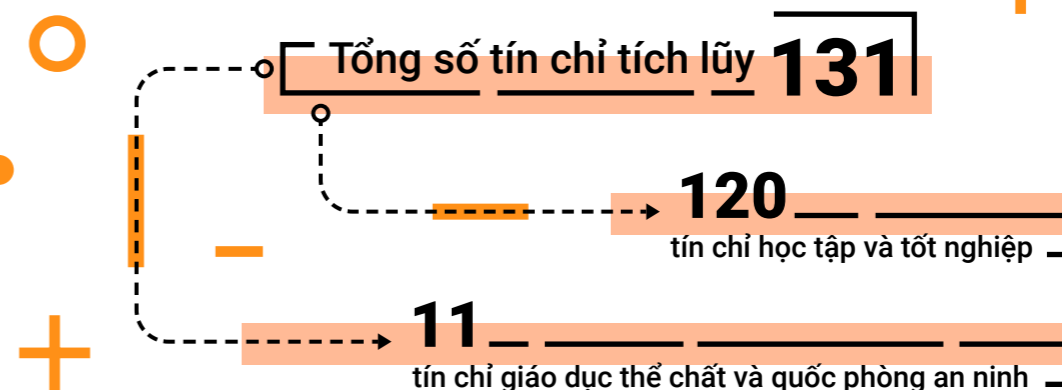 Tổng số tín chỉ tích lũy 131
120
tín chỉ học tập và tốt nghiệp
11
tín chỉ giáo dục thể chất và quốc phòng an ninh